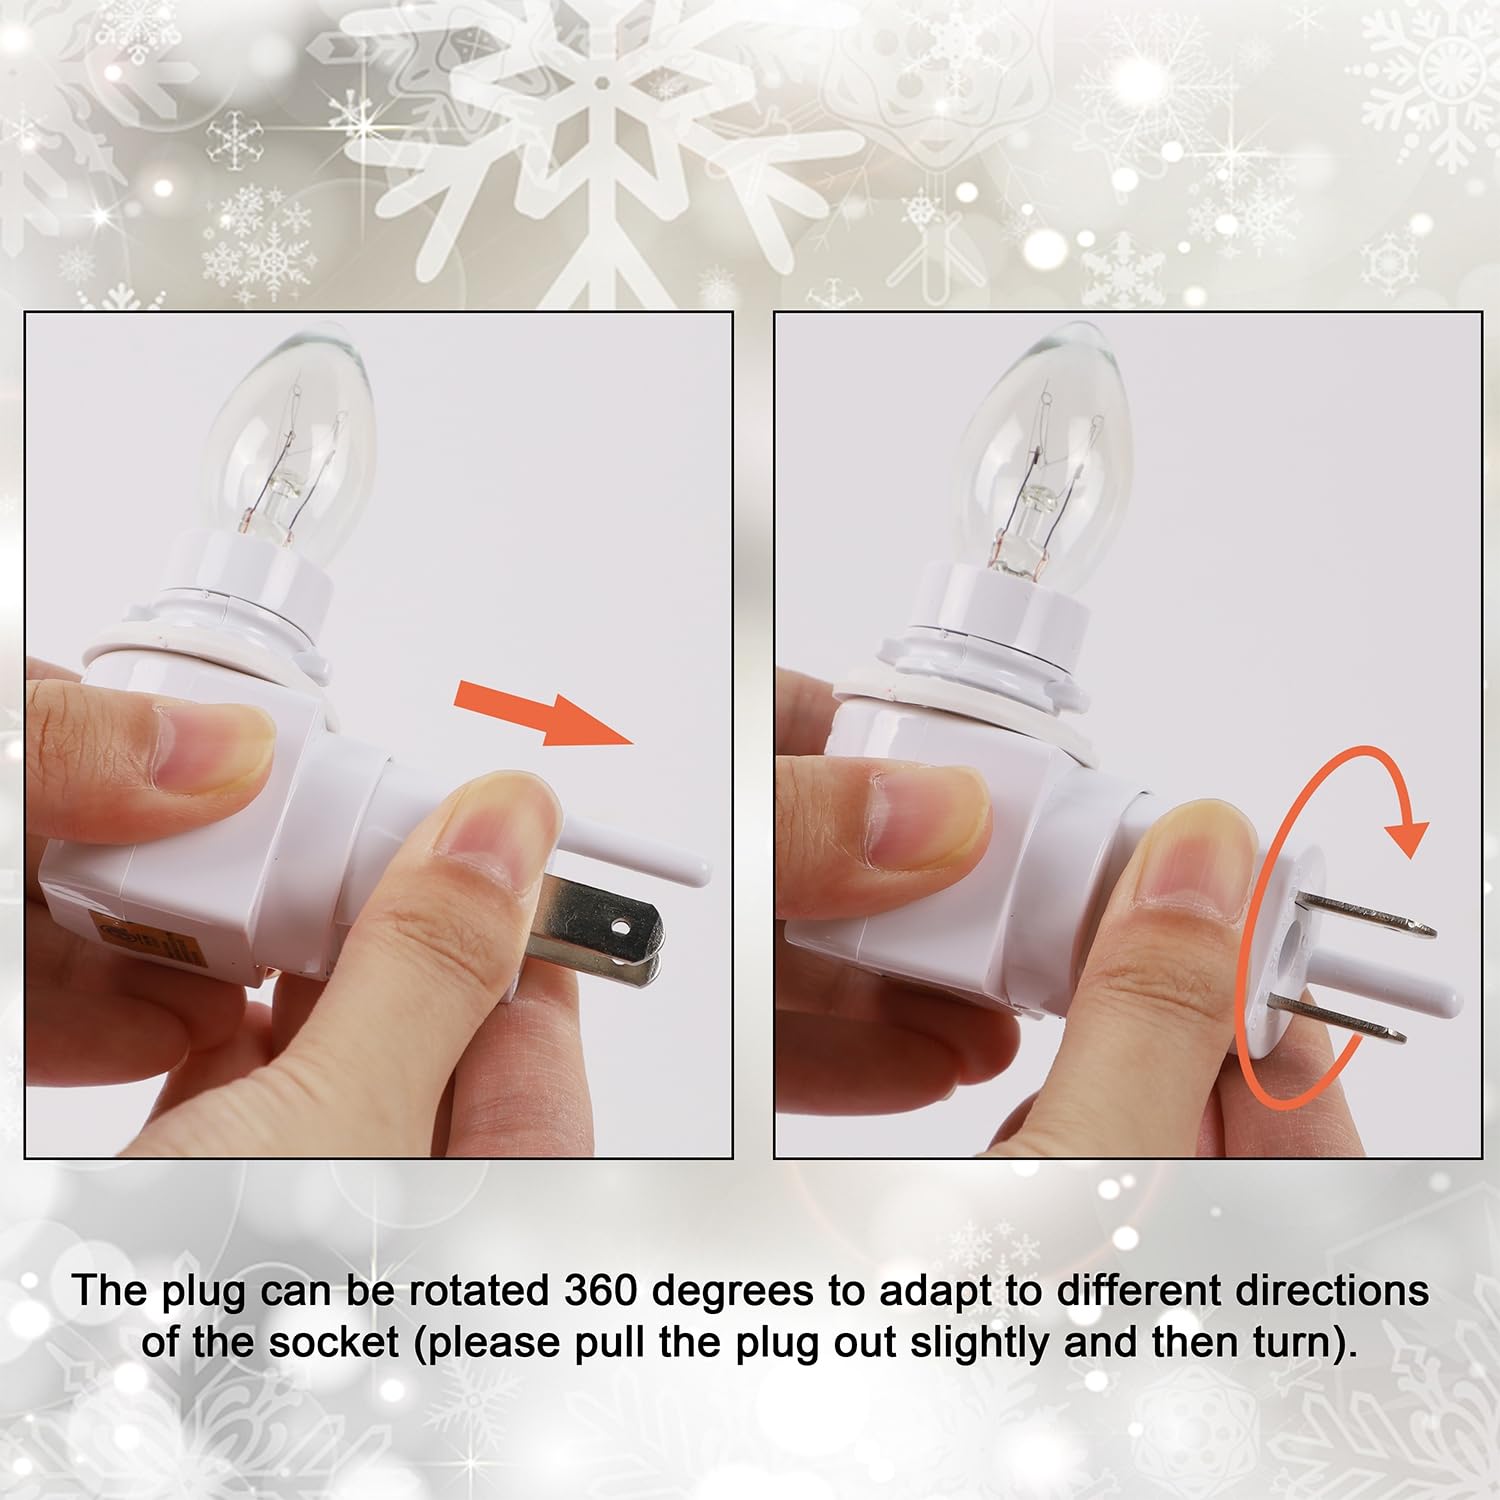 The plug can be rotated 360 degrees to adapt to different directions
of the socket (please pull the plug out slightly and then turn).